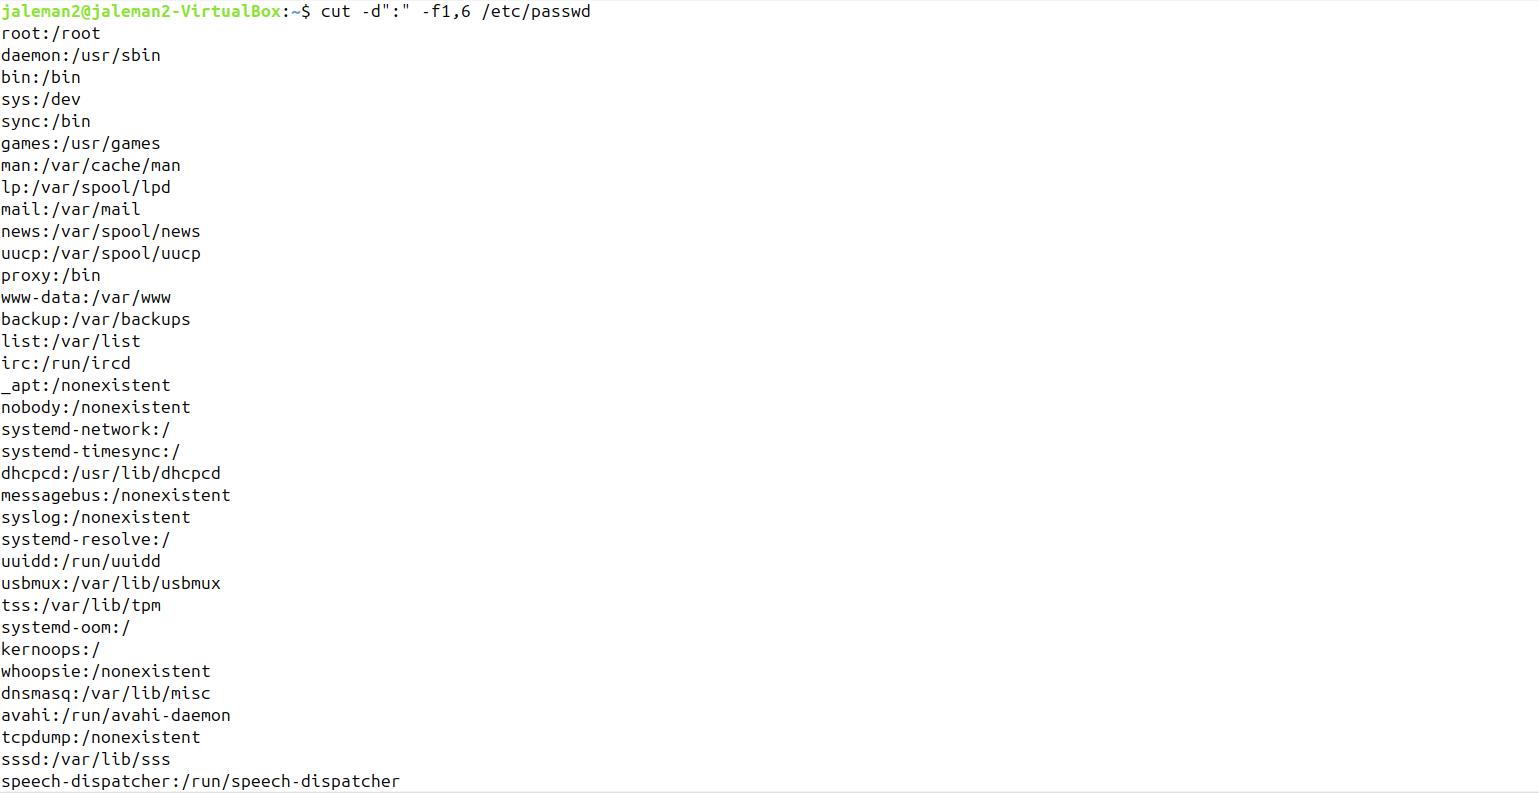 jaleman2@jaleman2-VirtualBox:~$ cut -d":" -f1,6 /etc/passwd
root:/root
daemon:/usr/sbin
bin:/bin
sys:/dev
sync:/bin
games:/usr/games
man:/var/cache/man
lp:/var/spool/lpd
mail:/var/mail
news:/var/spool/news
uucp:/var/spool/uucp
proxy:/bin
www-data:/var/www
backup:/var/backups
list:/var/list
irc:/run/ircd
_apt:/nonexistent
nobody:/nonexistent
systemd-network:/
systemd-timesync:/
dhcpcd:/usr/lib/dhcpcd
messagebus:/nonexistent
syslog:/nonexistent
systemd-resolve:/
uuidd:/run/uuidd
usbmux:/var/lib/usbmux
tss:/var/lib/tpm
systemd-oom:/
kernoops:/
whoopsie:/nonexistent
dnsmasq:/var/lib/misc
avahi:/run/avahi-daemon
tcpdump:/nonexistent
sssd:/var/lib/sss
speech-dispatcher:/run/speech-dispatcher